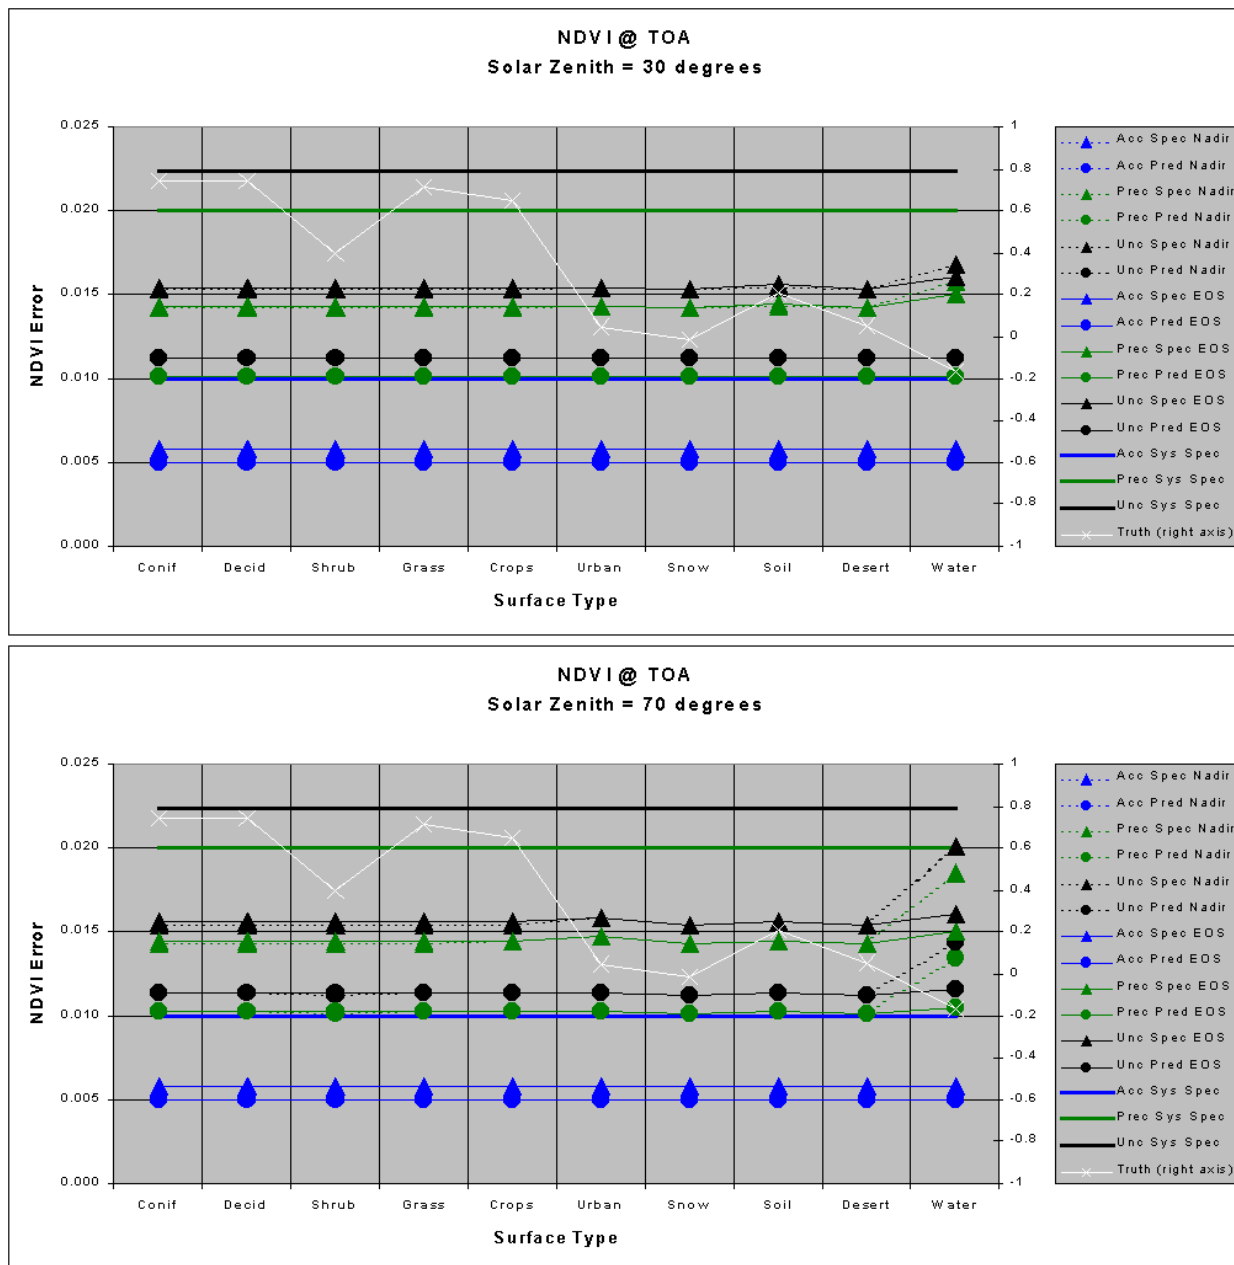 NDVI @ TOA
Solar Zenith = 30 degrees
NDVI Error
0.025
0.020
0.015
0.010
0.005
0.000
1
0.8
0.6
0.4
0.2
0
-0.2
-0.4
-0.6
-0.8
-1
Conif Decid Shrub Grass Crops Urban Snow Soil Desert Water
Surface Type
Acc Spec Nadir
Acc Pred Nadir
Prec Spec Nadir
Prec Pred Nadir
Unc Spec Nadir
Unc Pred Nadir
Acc Spec EOS
Acc Pred EOS
Prec Spec EOS
Prec Pred EOS
Unc Spec EOS
Unc Pred EOS
Acc Sys Spec
Prec Sys Spec
Unc Sys Spec
Truth (right axis)
NDVI @ TOA
Solar Zenith = 70 degrees
NDVI Error
0.025
0.020
0.015
0.010
0.005
0.000
1
0.8
0.6
0.4
0.2
0
-0.2
-0.4
-0.6
-0.8
-1
Conif Decid Shrub Grass Crops Urban Snow Soil Desert Water
Surface Type
Acc Spec Nadir
Acc Pred Nadir
Prec Spec Nadir
Prec Pred Nadir
Unc Spec Nadir
Unc Pred Nadir
Acc Spec EOS
Acc Pred EOS
Prec Spec EOS
Prec Pred EOS
Unc Spec EOS
Unc Pred EOS
Acc Sys Spec
Prec Sys Spec
Unc Sys Spec
Truth (right axis)